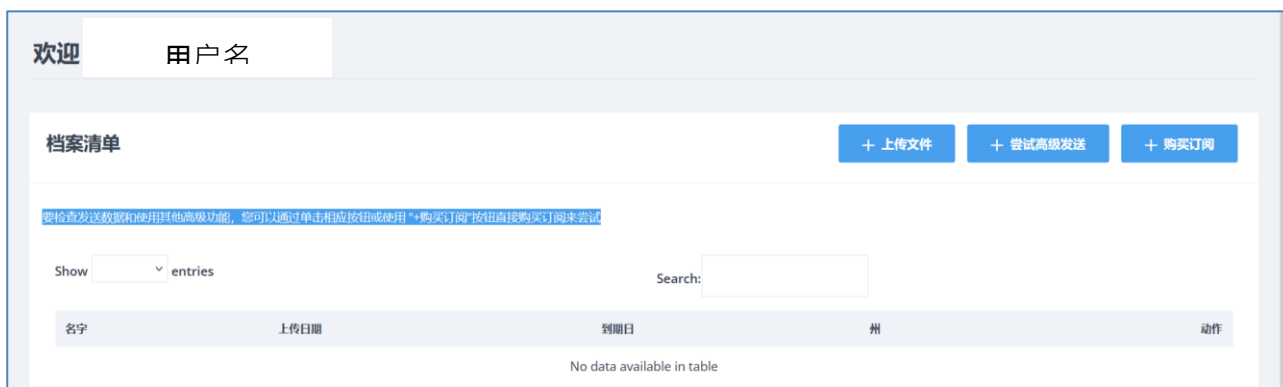 欢迎 用户名
档案清单 + 上传文件 + 尝试高级发送 + 购买订阅
要检查发送数据和使用其他高级功能，您可以通过单击相应按钮或使用 "+购买订阅"按钮直接购买订阅来尝试
Show entries Search:
名字 上传日期 到期日 州 动作
No data available in table